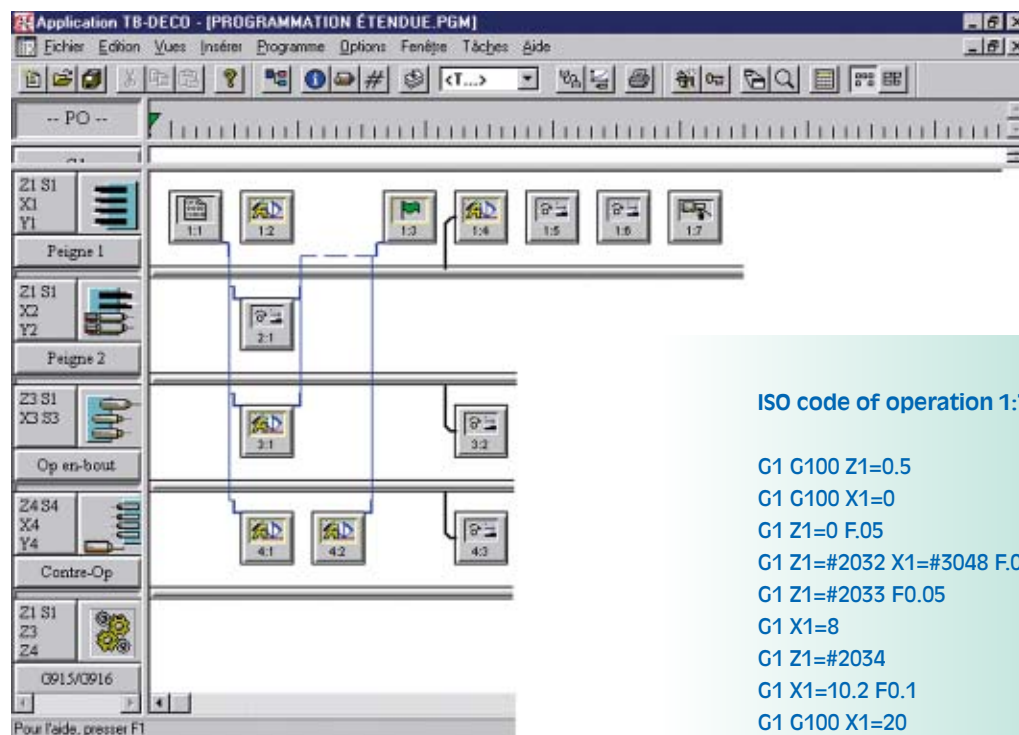 Application TB-DECO - [PROGRAMMATION ÉTENDUE.PGM]
Fichier Edition Vues Insérer Programme Options Fenêtre Tâches Aide
<T...>
-- PO --
Z1 S1
X1
Y1
Peigne 1
1:1 1:2 1:3 1:4 1:5 1:6 1:7
Z1 S1
X2
Y2
Peigne 2
2:1
Z3 S1
X3 S3
Op en-bout
3:1 3:2
Z4 S4
X4
Y4
Contre-Op
4:1 4:2 4:3
Z1 S1
Z3
Z4
G915/G916
Pour l'aide, presser F1
ISO code of operation 1:
G1 G100 Z1=0.5
G1 G100 X1=0
G1 Z1=0 F.05
G1 Z1=#2032 X1=#3048 F.0
G1 Z1=#2033 F0.05
G1 X1=8
G1 Z1=#2034
G1 X1=10.2 F0.1
G1 G100 X1=20